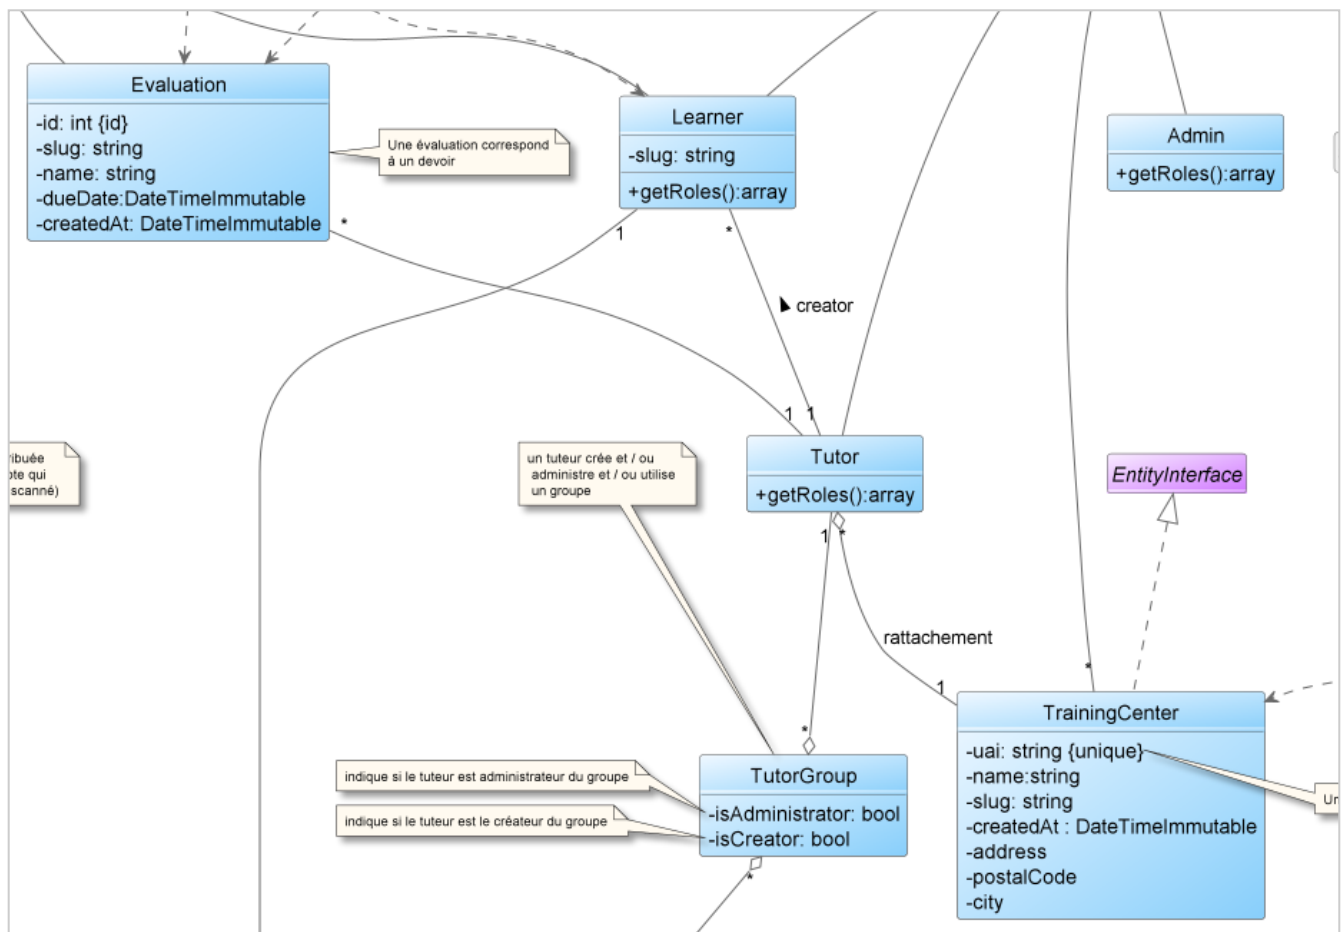 Evaluation
-id: int {id}
-slug: string
-name: string
-dueDate:DateTimeImmutable
-createdAt: DateTimeImmutable
*
Une évaluation correspond
à un devoir
Learner
-slug: string
+getRoles():array
1
*
Admin
+getRoles():array
creator
1
1
Tutor
+getRoles():array
1
*
un tuteur crée et / ou
administre et / ou utilise
un groupe
EntityInterface
rattachement
1
*
*
TutorGroup
-isAdministrator: bool
-isCreator: bool
*
indique si le tuteur est administrateur du groupe
indique si le tuteur est le créateur du groupe
TrainingCenter
-uai: string {unique}
-name:string
-slug: string
-createdAt : DateTimeImmutable
-address
-postalCode
-city
qui
scanné)